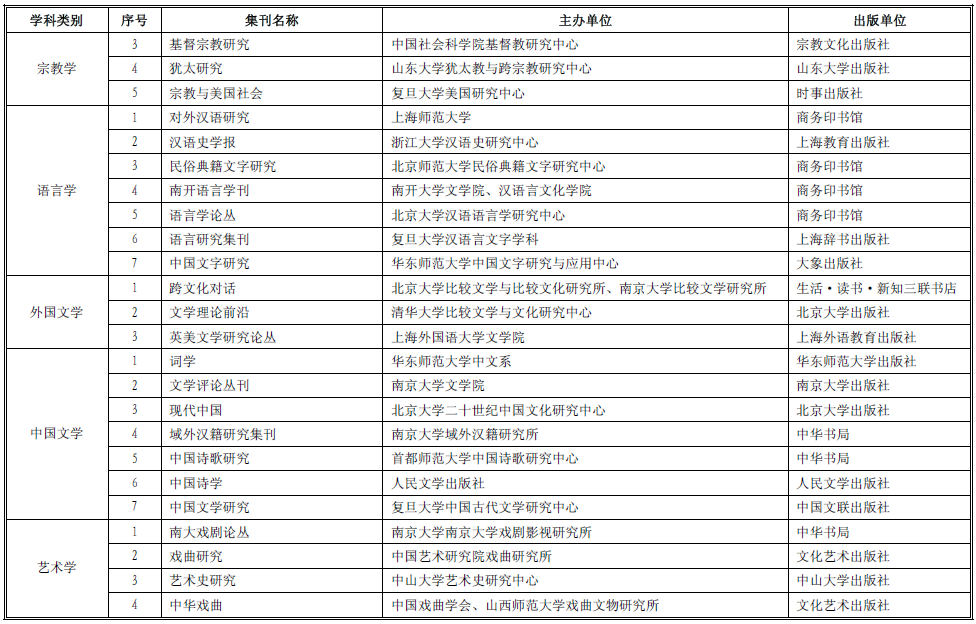 学科类别 序号 集刊名称 主办单位 出版单位
宗教学 3 基督宗教研究 中国社会科学院基督教研究中心 宗教文化出版社
4 犹太研究 山东大学犹太教与跨宗教研究中心 山东大学出版社
5 宗教与美国社会 复旦大学美国研究中心 时事出版社
语言学 1 对外汉语研究 上海师范大学 商务印书馆
2 汉语史学报 浙江大学汉语史研究中心 上海教育出版社
3 民俗典籍文字研究 北京师范大学民俗典籍文字研究中心 商务印书馆
4 南开语言学刊 南开大学文学院、汉语言文化学院 商务印书馆
5 语言学论丛 北京大学汉语语言学研究中心 商务印书馆
6 语言研究集刊 复旦大学汉语言文字学科 上海辞书出版社
7 中国文字研究 华东师范大学中国文字研究与应用中心 大象出版社
外国文学 1 跨文化对话 北京大学比较文学与比较文化研究所、南京大学比较文学研究所 生活·读书·新知三联书店
2 文学理论前沿 清华大学比较文学与文化研究中心 北京大学出版社
3 英美文学研究论丛 上海外国语大学文学院 上海外语教育出版社
中国文学 1 词学 华东师范大学中文系 华东师范大学出版社
2 文学评论丛刊 南京大学文学院 南京大学出版社
3 现代中国 北京大学二十世纪中国文化研究中心 北京大学出版社
4 域外汉籍研究集刊 南京大学域外汉籍研究所 中华书局
5 中国诗歌研究 首都师范大学中国诗歌研究中心 中华书局
6 中国诗学 人民文学出版社 人民文学出版社
7 中国文学研究 复旦大学中国古代文学研究中心 中国文联出版社
艺术学 1 南大戏剧论丛 南京大学南京大学戏剧影视研究所 中华书局
2 戏曲研究 中国艺术研究院戏曲研究所 文化艺术出版社
3 艺术史研究 中山大学艺术史研究中心 中山大学出版社
4 中华戏曲 中国戏曲学会、山西师范大学戏曲文物研究所 文化艺术出版社